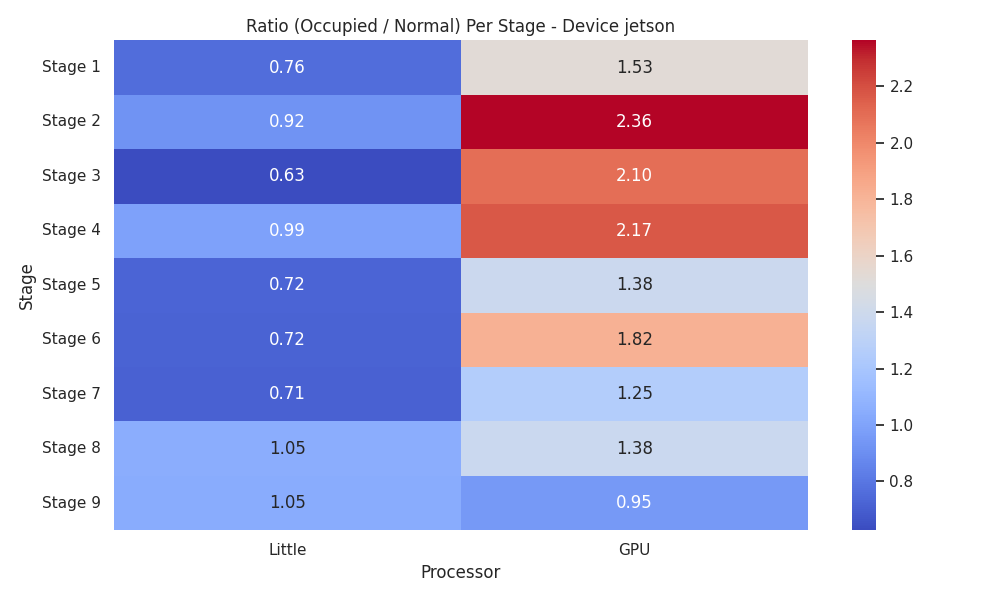 Ratio (Occupied / Normal) Per Stage - Device jetson
Stage 1 0.76 1.53
Stage 2 0.92 2.36
Stage 3 0.63 2.10
Stage 4 0.99 2.17
Stage 5 0.72 1.38
Stage 6 0.72 1.82
Stage 7 0.71 1.25
Stage 8 1.05 1.38
Stage 9 1.05 0.95
Stage
Little GPU
Processor
2.2
2.0
1.8
1.6
1.4
1.2
1.0
0.8